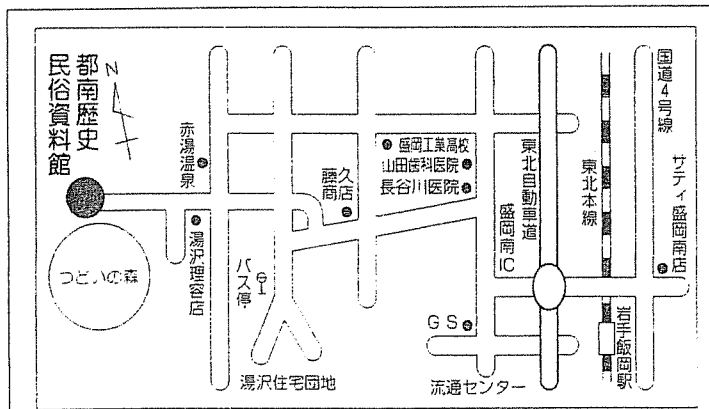 都南歴史
民俗資料館
N
赤湯温泉
つどいの森
湯沢理容店
バス停
藤久
商店
盛岡工業高校
山田歯科医院
長谷川医院
東北自動車道
盛岡南IC
東北本線
国道4号線
サティ盛岡南店
岩手飯岡駅
GS
湯沢住宅団地
流通センター